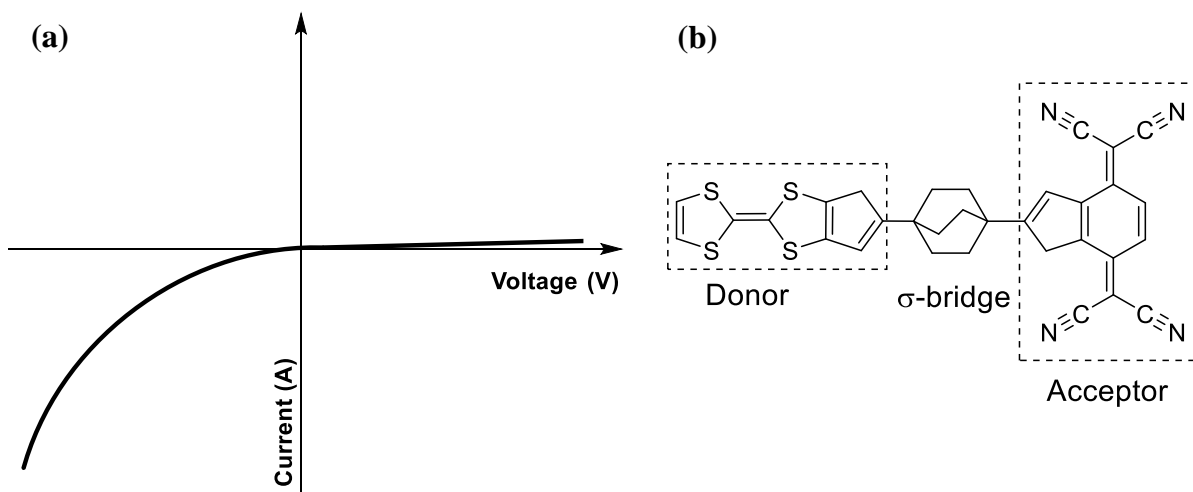 (a)
Voltage (V)
Current (A)
(b)
N C C N
S S
S S
Donor
σ-bridge
N C C N
Acceptor